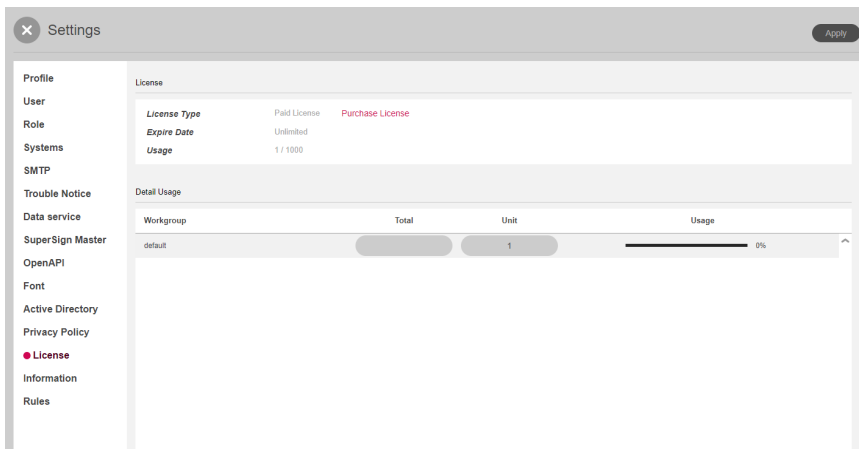 Settings
Apply
Profile
User
Role
Systems
SMTP
Trouble Notice
Data service
SuperSign Master
OpenAPI
Font
Active Directory
Privacy Policy
License
Information
Rules
License
License Type Paid License Purchase License
Expire Date Unlimited
Usage 1 / 1000
Detail Usage
Workgroup Total Unit Usage
default 1 0%